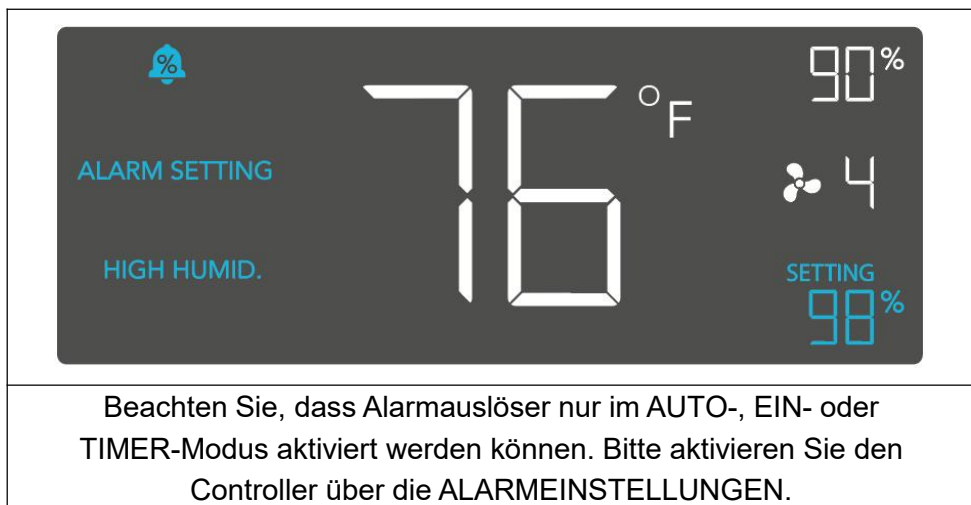 %
90%
76°F
ALARM SETTING
4
HIGH HUMID.
SETTING
98%
Beachten Sie, dass Alarmauslöser nur im AUTO-, EIN- oder
TIMER-Modus aktiviert werden können. Bitte aktivieren Sie den
Controller über die ALARMEINSTELLUNGEN.